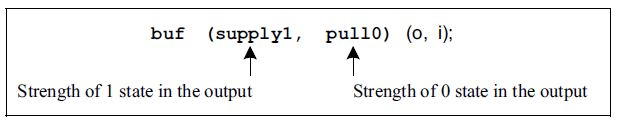 buf (supply1, pull0) (o, i);
Strength of 1 state in the output Strength of 0 state in the output